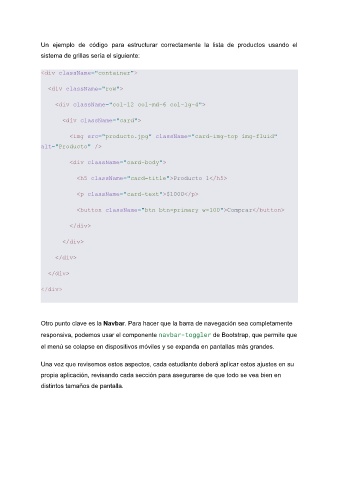 Un ejemplo de código para estructurar correctamente la lista de productos usando el
sistema de grillas sería el siguiente:
<div className="container">
<div className="row">
<div className="col-12 col-md-6 col-lg-4">
<div className="card">
<img src="producto.jpg" className="card-img-top img-fluid"
alt="Producto" />
<div className="card-body">
<h5 className="card-title">Producto 1</h5>
<p className="card-text">$1000</p>
<button className="btn btn-primary w-100">Comprar</button>
</div>
</div>
</div>
</div>
</div>
Otro punto clave es la Navbar. Para hacer que la barra de navegación sea completamente
responsiva, podemos usar el componente navbar-toggler de Bootstrap, que permite que
el menú se colapse en dispositivos móviles y se expanda en pantallas más grandes.
Una vez que revisemos estos aspectos, cada estudiante deberá aplicar estos ajustes en su
propia aplicación, revisando cada sección para asegurarse de que todo se vea bien en
distintos tamaños de pantalla.